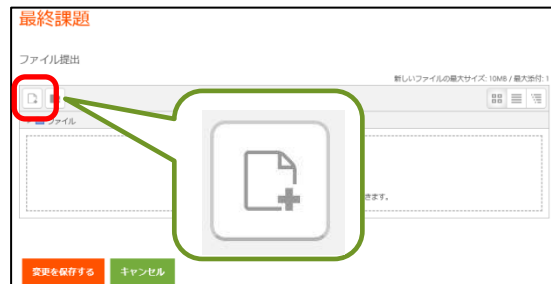 最終課題
ファイル提出
新しいファイルの最大サイズ: 10MB / 最大添付: 1
ファイル
きます。
変更を保存する
キャンセル